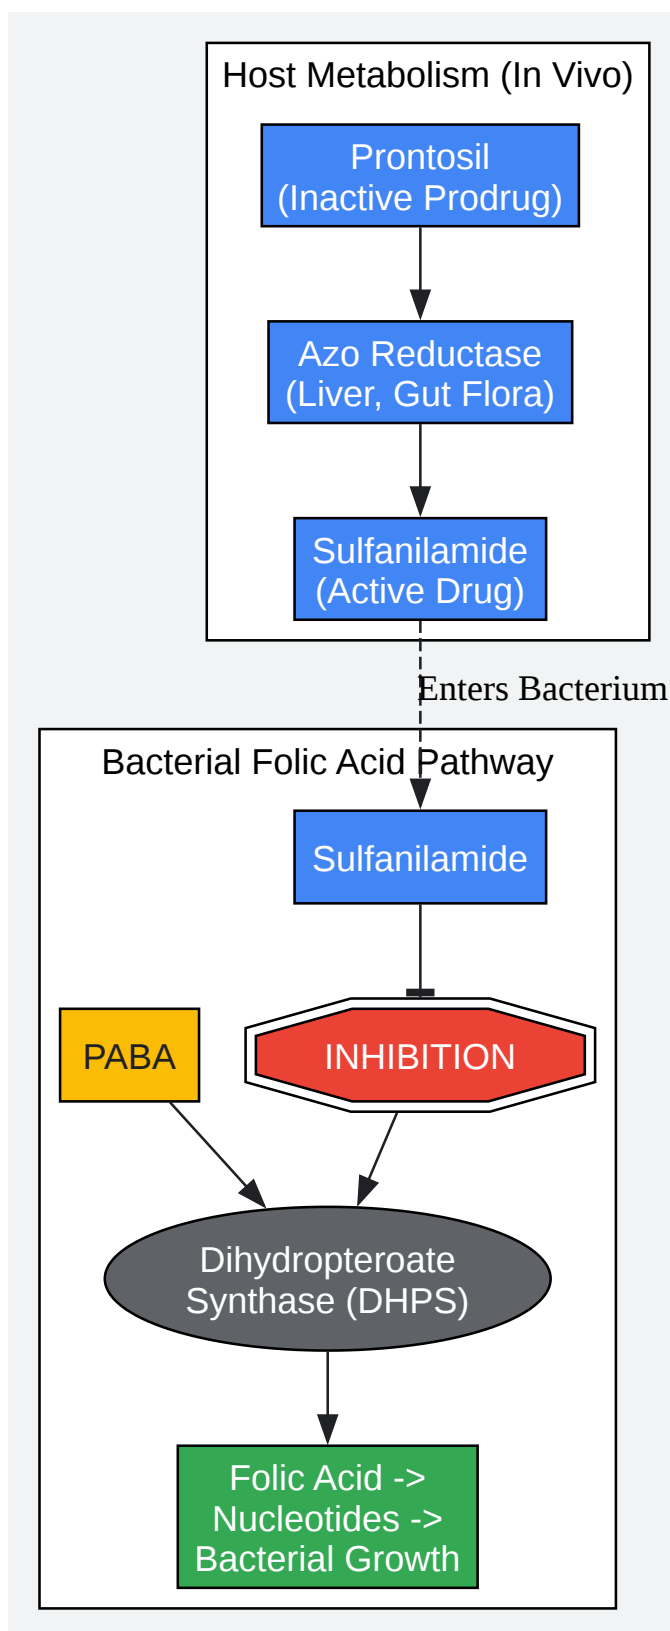 Host Metabolism (In Vivo)
Prontosil
(Inactive Prodrug)
Azo Reductase
(Liver, Gut Flora)
Sulfanilamide
(Active Drug)
Enters Bacterium
Bacterial Folic Acid Pathway
Sulfanilamide
PABA
INHIBITION
Dihydropteroate
Synthase (DHPS)
Folic Acid ->
Nucleotides ->
Bacterial Growth